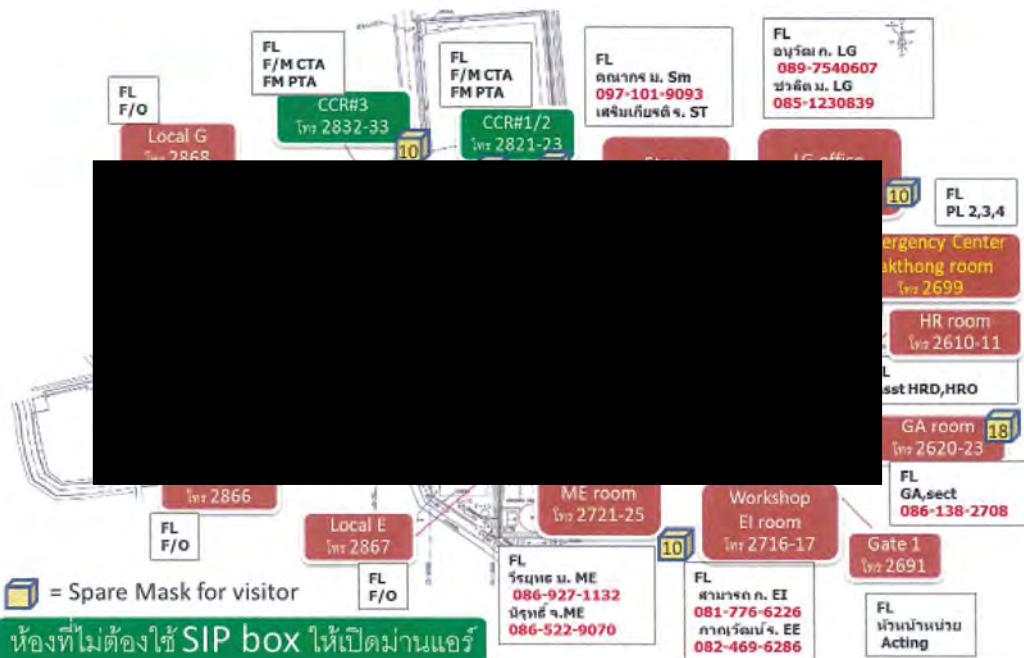 FL
F/O
Local G
โทร 2868
FL
F/M CTA
FM PTA
CCR#3
โทร 2832-33
10
FL
F/M CTA
FM PTA
CCR#1/2
โทร 2821-23
FL
คณากร ม. Sm
097-101-9093
เสริมเกียรติ ร. ST
FL
อนุวัฒ ก. LG
089-7540607
ชวลิต ม. LG
085-1230839
LG office
10
FL
PL 2,3,4
ergency Center
akthong room
โทร 2699
HR room
โทร 2610-11
L
sst HRD,HRO
GA room
โทร 2620-23
18
FL
GA,sect
086-138-2708
โทร 2866
FL
F/O
Local E
โทร 2867
FL
F/O
ME room
โทร 2721-25
10
FL
วีรยุทธ น. ME
086-927-1132
นิรุทธิ์ จ.ME
086-522-9070
Workshop
EI room
โทร 2716-17
FL
สามารถ ก. EI
081-776-6226
ภาณุวัฒน์ ร. EE
082-469-6286
Gate 1
โทร 2691
FL
หัวหน้าหน่วย
Acting
= Spare Mask for visitor
ห้องที่ไม่ต้องใช้ SIP box ให้เปิดม่านแอร์